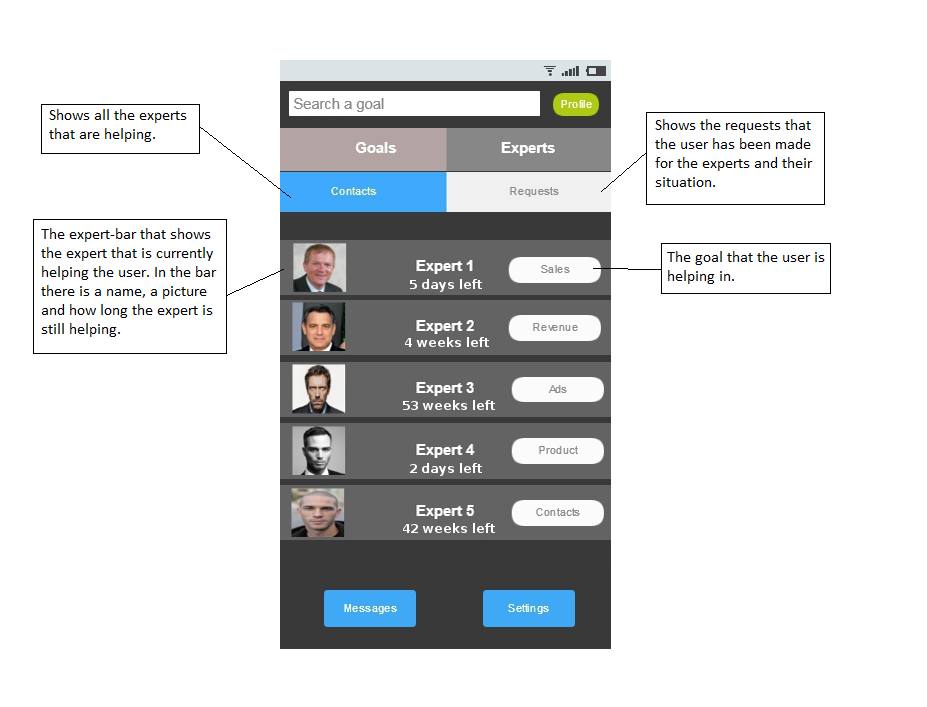 Search a goal
Profile
Shows all the experts
that are helping.
Shows the requests that
the user has been made
for the experts and their
situation.
Goals
Experts
Contacts
Requests
The expert-bar that shows
the expert that is currently
helping the user. In the bar
there is a name, a picture
and how long the expert is
still helping.
The goal that the user is
helping in.
Expert 1
5 days left
Sales
Expert 2
4 weeks left
Revenue
Expert 3
53 weeks left
Ads
Expert 4
2 days left
Product
Expert 5
42 weeks left
Contacts
Messages
Settings